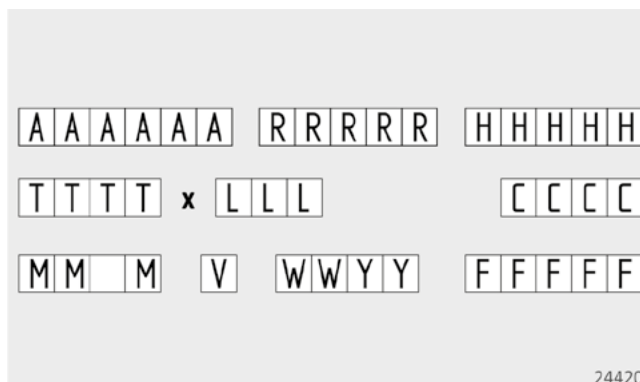 AAAAAA RRRRR HHHHH
TTTT x LLL CCCC
MM M V WWYY FFFFF
24420